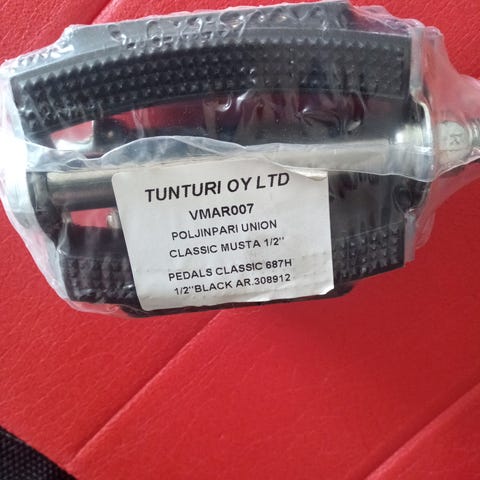 TUNTURI OY LTD
VMAR007
POLJINPARI UNION
CLASSIC MUSTA 1/2"
PEDALS CLASSIC 687H
1/2"BLACK AR.308912